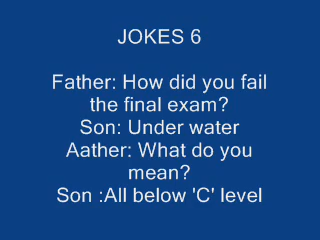 JOKES 6
Father: How did you fail
the final exam?
Son: Under water
Aather: What do you
mean?
Son :All below 'C' level